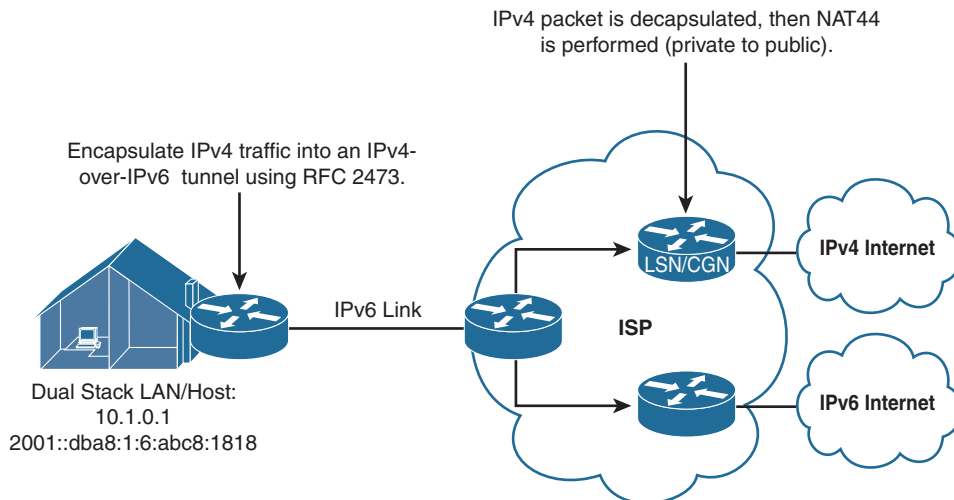 IPv4 packet is decapsulated, then NAT44
is performed (private to public).
Encapsulate IPv4 traffic into an IPv4-
over-IPv6 tunnel using RFC 2473.
LSN/CGN
IPv4 Internet
IPv6 Link
ISP
Dual Stack LAN/Host:
10.1.0.1
2001::dba8:1:6:abc8:1818
IPv6 Internet